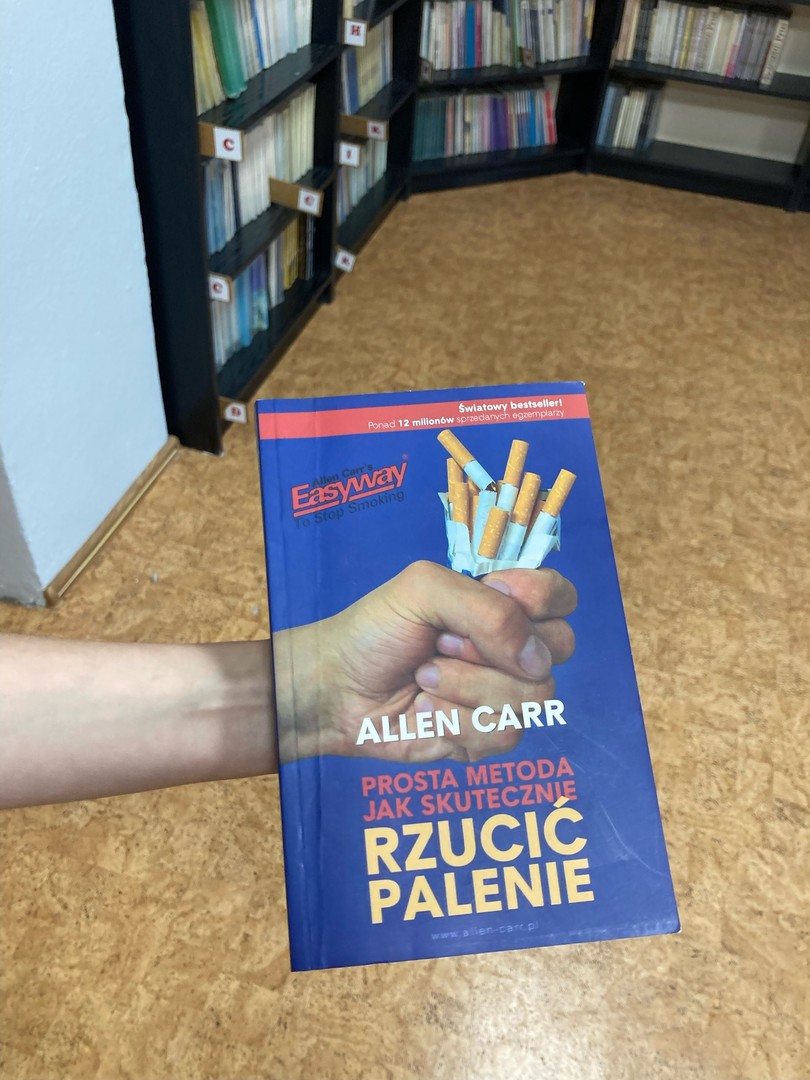 H
C
I
C
C
Światowy bestseller!
Ponad 12 milionów sprzedanych egzemplarzy
Allen Carr's
Easyway®
To Stop Smoking
ALLEN CARR
PROSTA METODA
JAK SKUTECZNIE
RZUCIĆ
PALENIE
www.allen-carr.pl